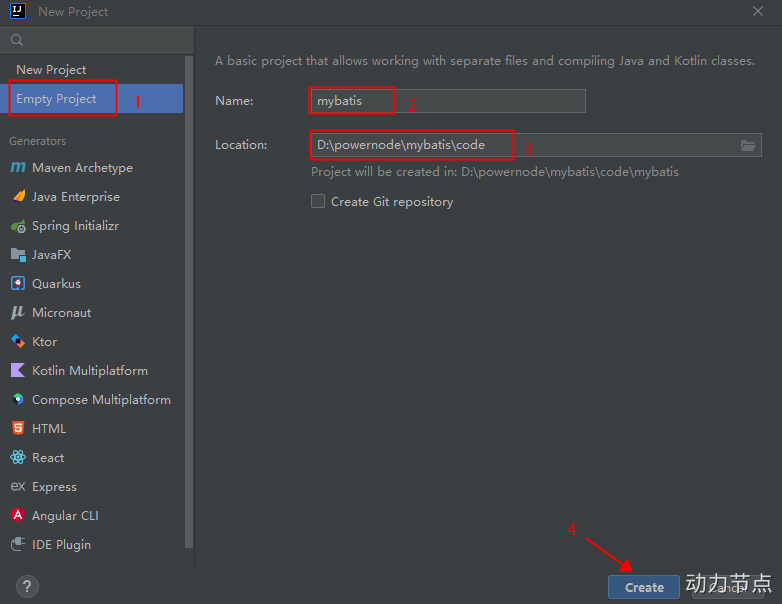 New Project
New Project
Empty Project
1
Generators
Maven Archetype
Java Enterprise
Spring Initializr
JavaFX
Quarkus
Micronaut
Ktor
Kotlin Multiplatform
Compose Multiplatform
HTML
React
Express
Angular CLI
IDE Plugin
?
A basic project that allows working with separate files and compiling Java and Kotlin classes.
Name:
mybatis
2
Location:
D:\powernode\mybatis\code
3
Project will be created in: D:\powernode\mybatis\code\mybatis
Create Git repository
4
Create
Cancel
动力节点